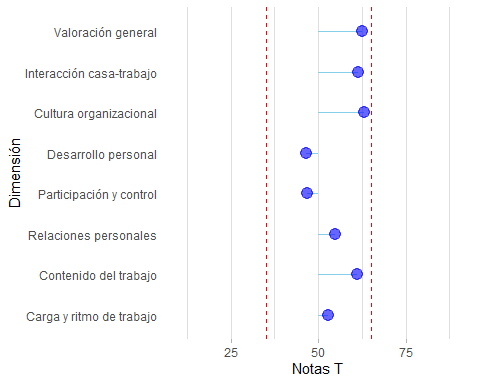 Valoración general
Interacción casa-trabajo
Cultura organizacional
Desarrollo personal
Participación y control
Relaciones personales
Contenido del trabajo
Carga y ritmo de trabajo
Dimensión
25 50 75
Notas T